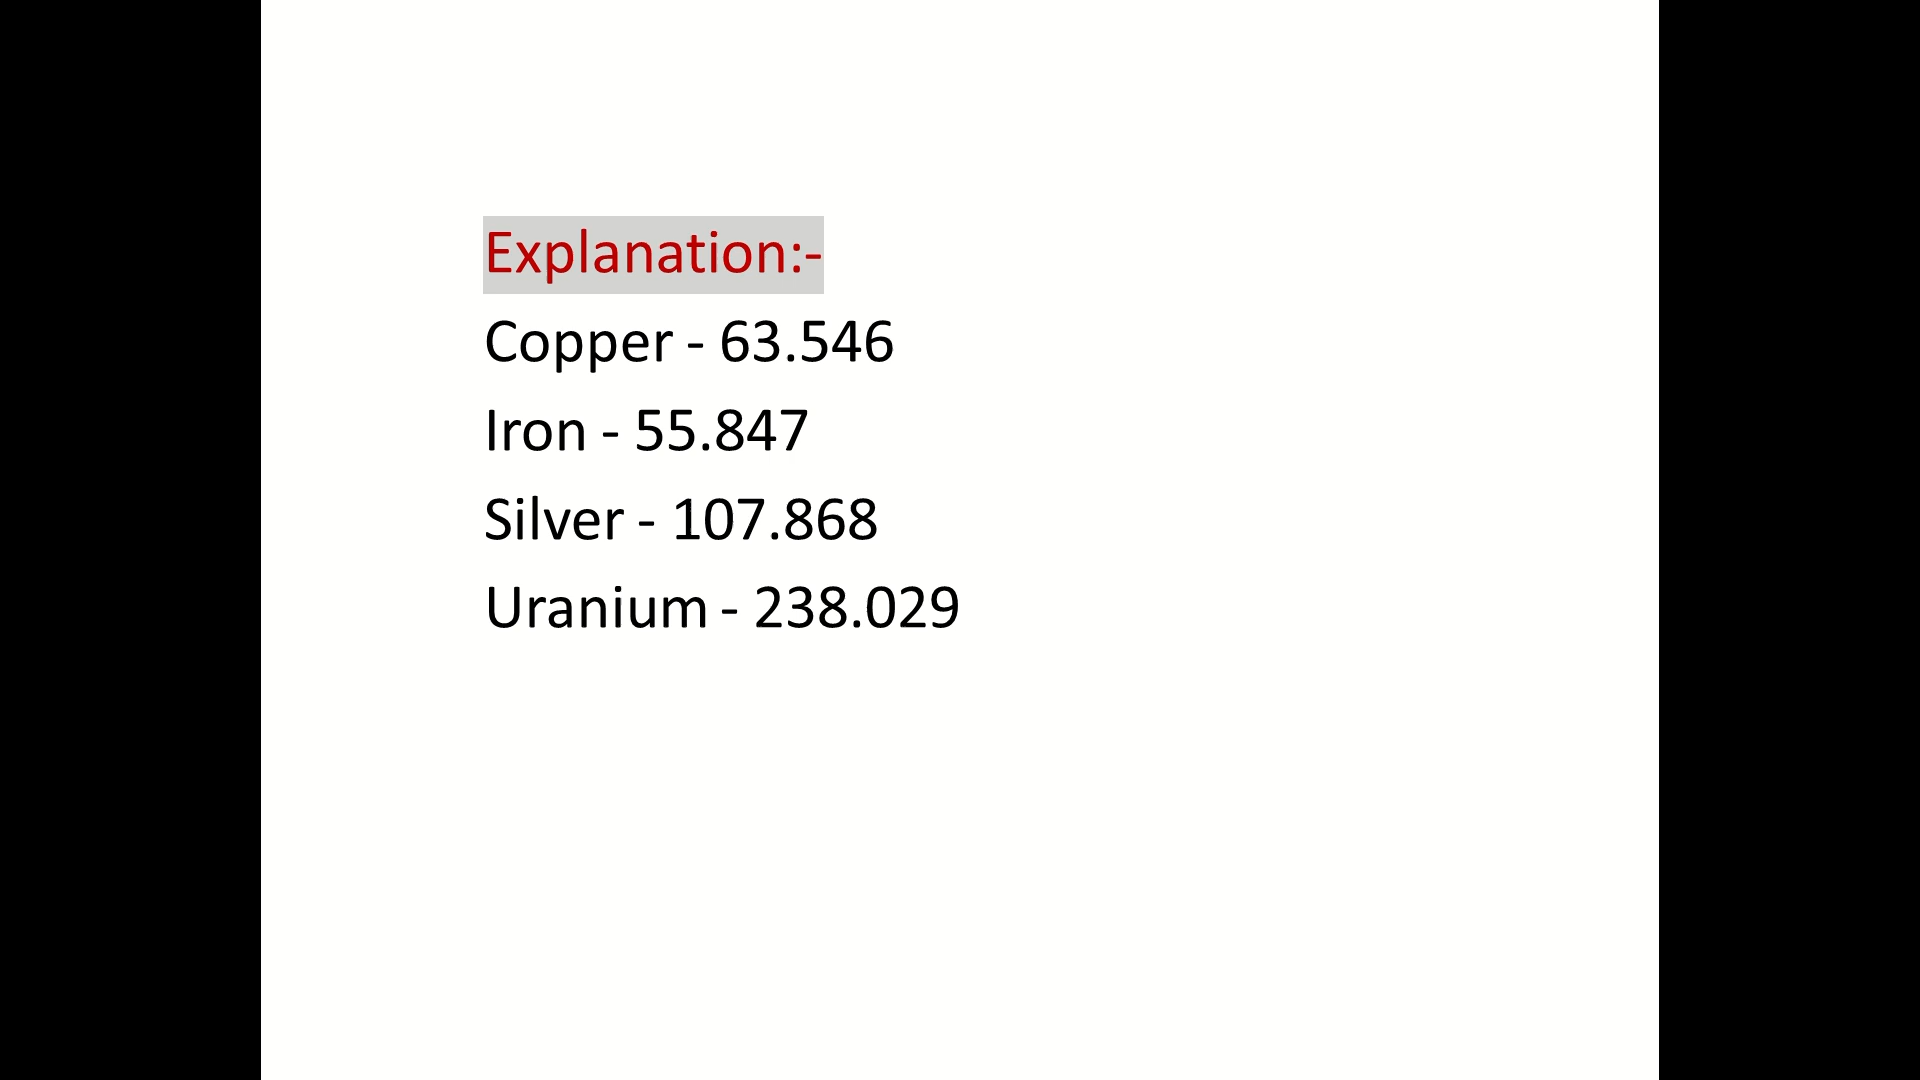 Explanation:-
Copper - 63.546
Iron - 55.847
Silver - 107.868
Uranium - 238.029